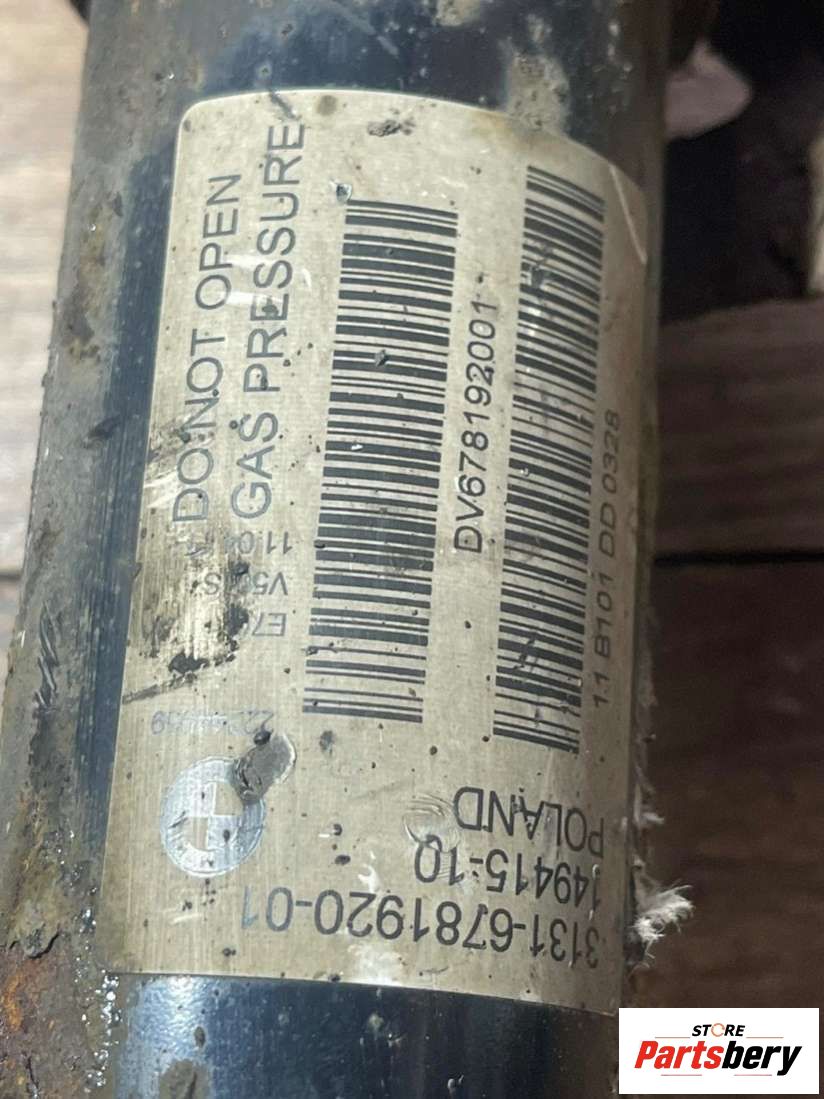 DO NOT OPEN
GAS PRESSURE
DV678192001
11 B101 DD 0328
POLAND
149415-10
3131-6781920-01
STORE
Partsbery